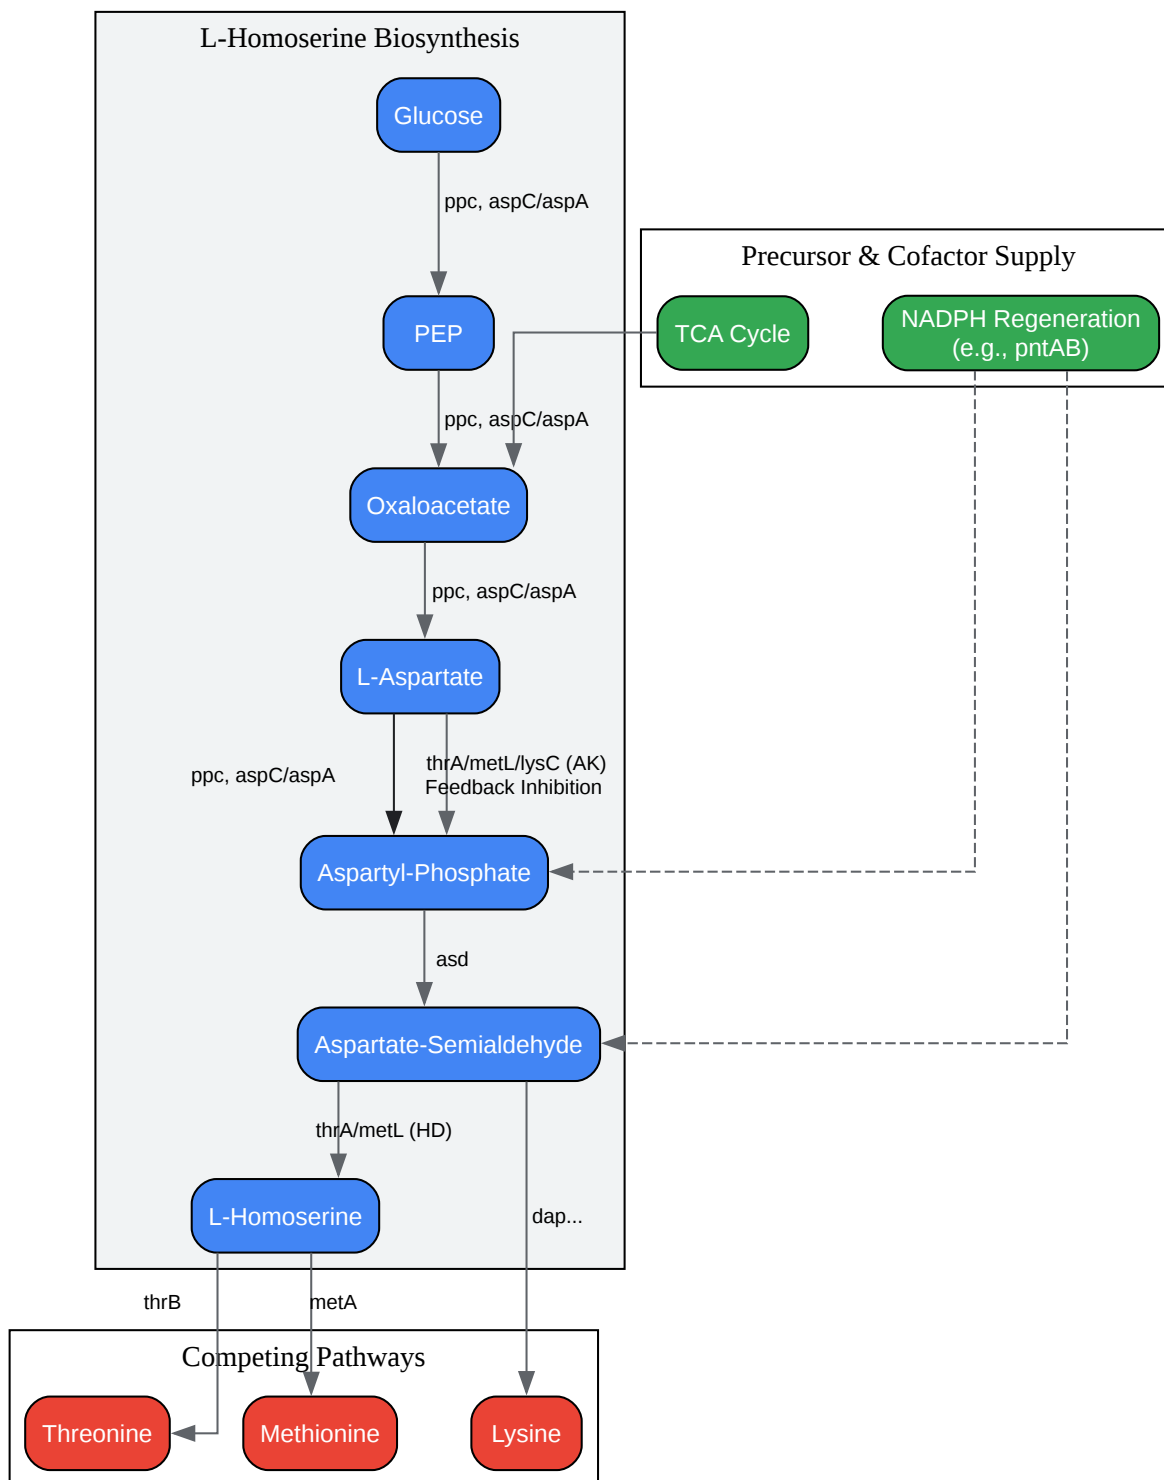 L-Homoserine Biosynthesis
Glucose
ppc, aspC/aspA
Precursor & Cofactor Supply
PEP
TCA Cycle
NADPH Regeneration
(e.g., pntAB)
ppc, aspC/aspA
Oxaloacetate
ppc, aspC/aspA
L-Aspartate
ppc, aspC/aspA
thrA/metL/lysC (AK)
Feedback Inhibition
Aspartyl-Phosphate
asd
Aspartate-Semialdehyde
thrA/metL (HD)
L-Homoserine
dap...
thrB
metA
Competing Pathways
Threonine
Methionine
Lysine